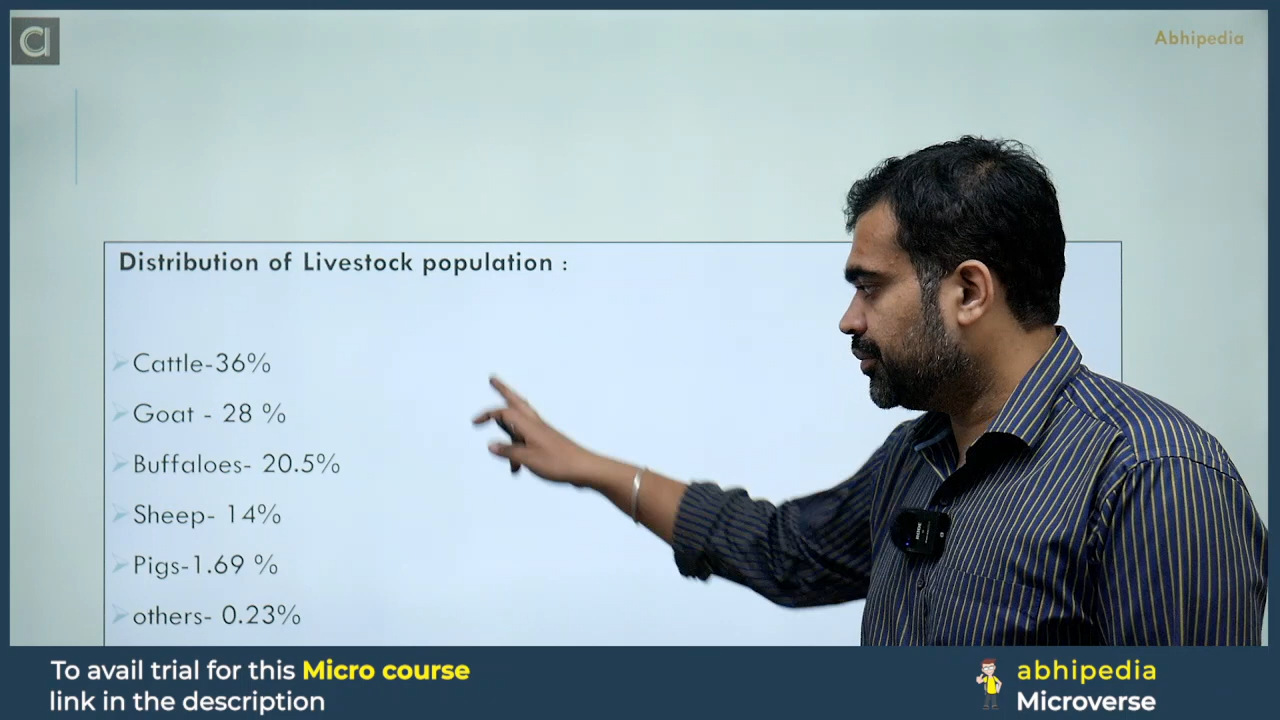 Abhipedia
Distribution of Livestock population :
Cattle-36%
Goat - 28 %
Buffaloes- 20.5%
Sheep- 14%
Pigs-1.69 %
others- 0.23%
To avail trial for this Micro course
link in the description
abhipedia
Microverse